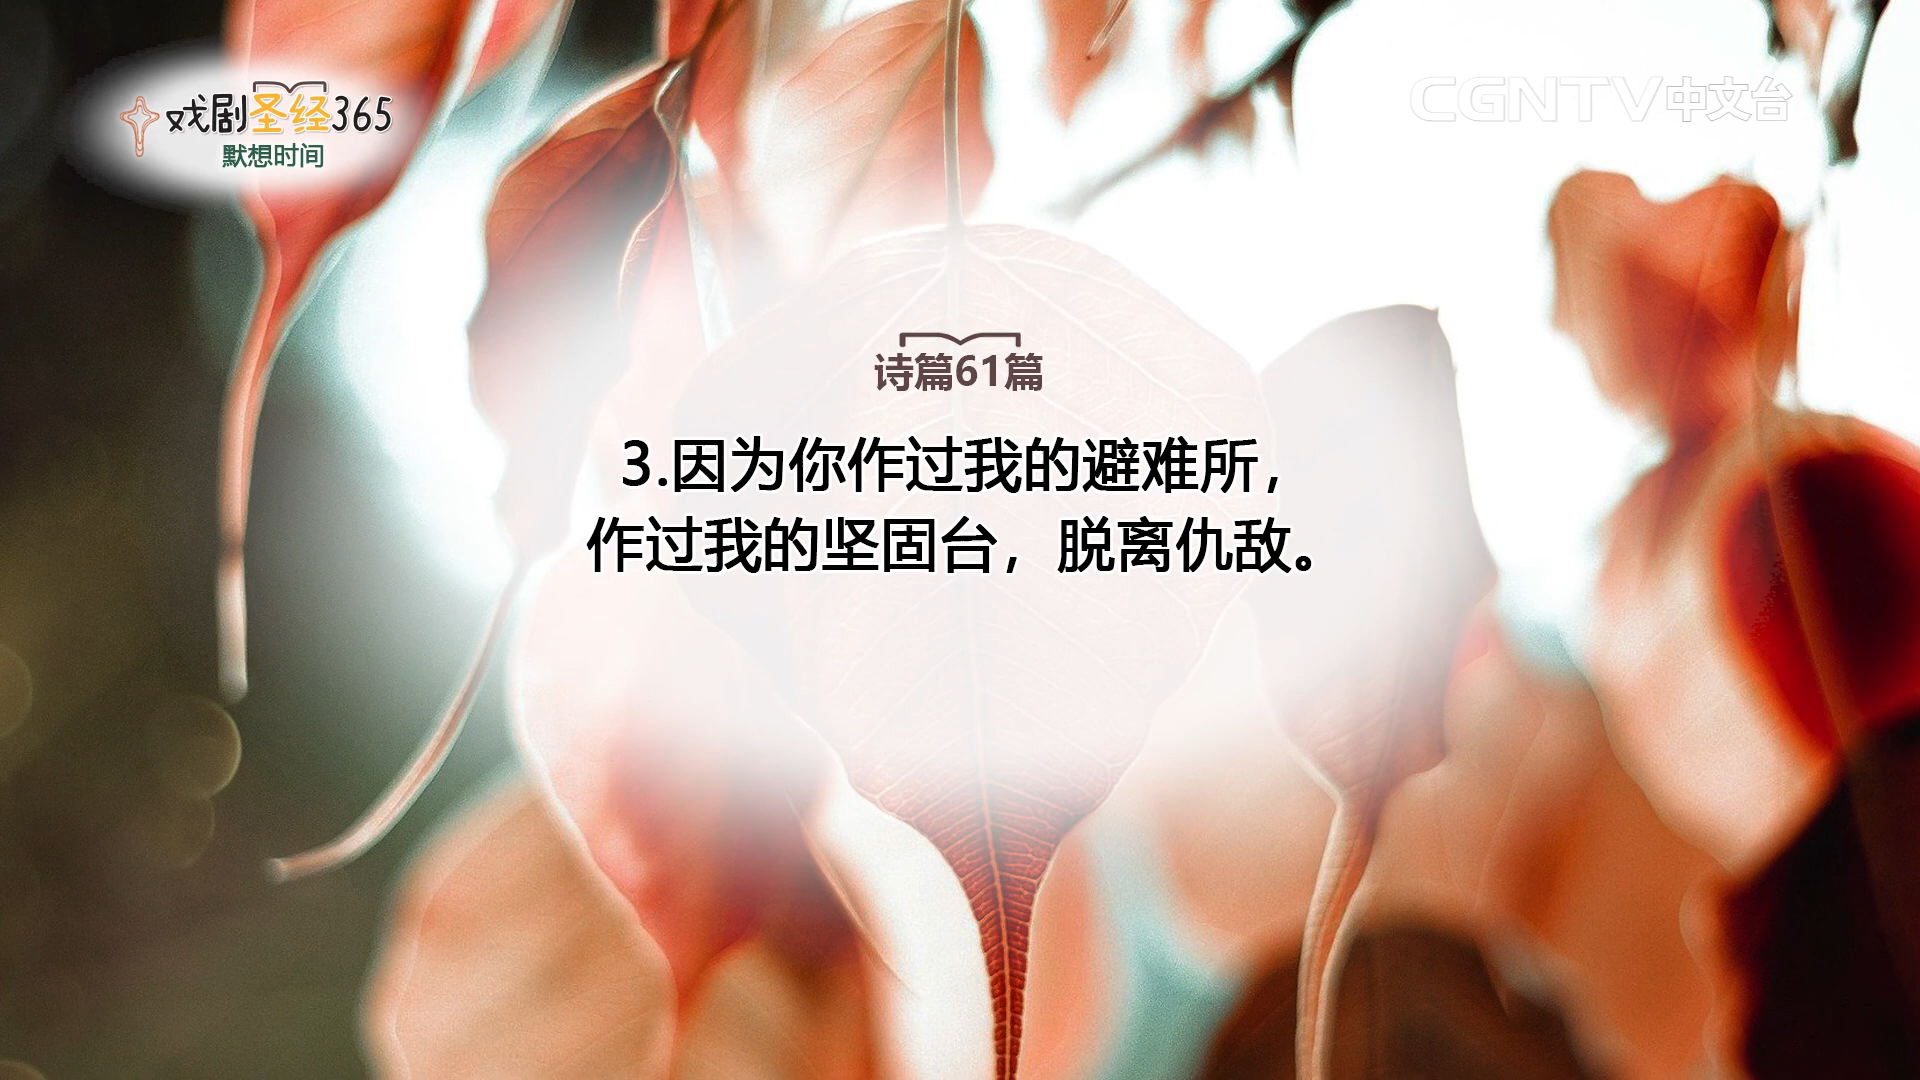 戏剧圣经365
默想时间
CGNTV中文台
诗篇61篇
3.因为你作过我的避难所，
作过我的坚固台，脱离仇敌。